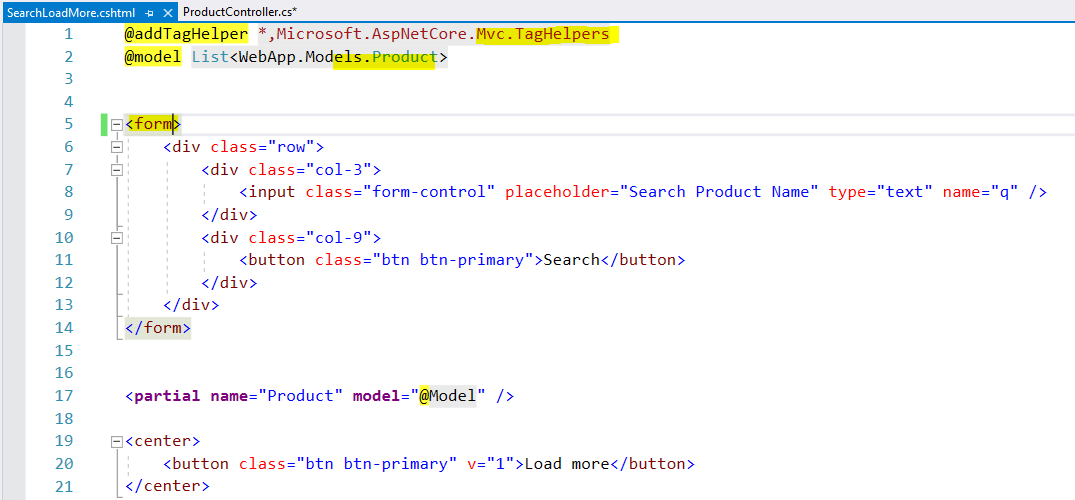 SearchLoadMore.cshtml ProductController.cs*
1 @addTagHelper *,Microsoft.AspNetCore.Mvc.TagHelpers
2 @model List<WebApp.Models.Product>
3
4
5 <form>
6 <div class="row">
7 <div class="col-3">
8 <input class="form-control" placeholder="Search Product Name" type="text" name="q" />
9 </div>
10 <div class="col-9">
11 <button class="btn btn-primary">Search</button>
12 </div>
13 </div>
14 </form>
15
16
17 <partial name="Product" model="@Model" />
18
19 <center>
20 <button class="btn btn-primary" v="1">Load more</button>
21 </center>